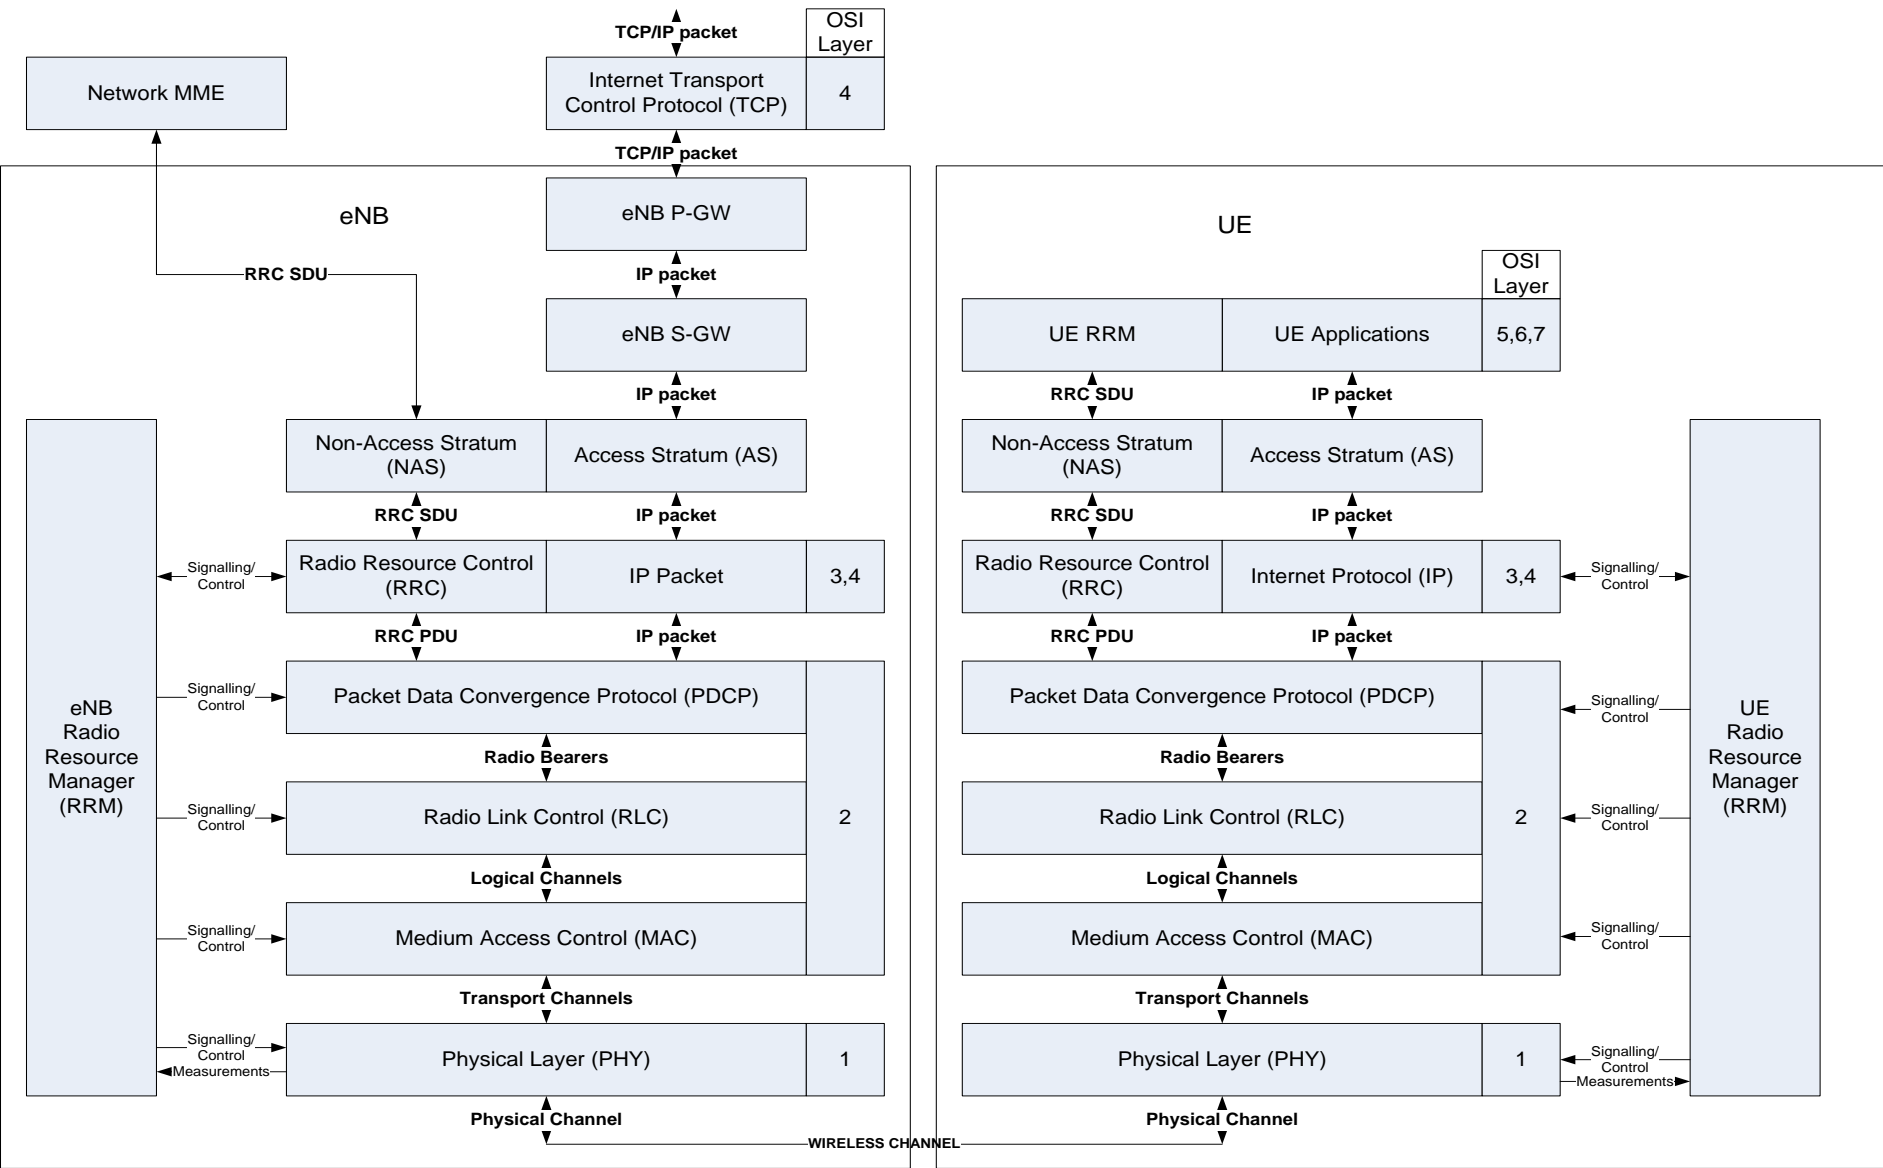 TCP/IP packet
OSI
Layer
Network MME
Internet Transport
Control Protocol (TCP)
4
TCP/IP packet
eNB
eNB P-GW
RRC SDU
IP packet
eNB S-GW
IP packet
Non-Access Stratum
(NAS)
Access Stratum (AS)
RRC SDU
IP packet
Signalling/
Control
Radio Resource Control
(RRC)
IP Packet
3,4
RRC PDU
IP packet
eNB
Radio
Resource
Manager
(RRM)
Signalling/
Control
Packet Data Convergence Protocol (PDCP)
Radio Bearers
Signalling/
Control
Radio Link Control (RLC)
2
Logical Channels
Signalling/
Control
Medium Access Control (MAC)
Transport Channels
Signalling/
Control
Measurements
Physical Layer (PHY)
1
Physical Channel
WIRELESS CHANNEL
UE
OSI
Layer
UE RRM
UE Applications
5,6,7
RRC SDU
IP packet
Non-Access Stratum
(NAS)
Access Stratum (AS)
RRC SDU
IP packet
Radio Resource Control
(RRC)
Internet Protocol (IP)
3,4
Signalling/
Control
RRC PDU
IP packet
Packet Data Convergence Protocol (PDCP)
Signalling/
Control
UE
Radio
Resource
Manager
(RRM)
Radio Bearers
Radio Link Control (RLC)
2
Signalling/
Control
Logical Channels
Medium Access Control (MAC)
Signalling/
Control
Transport Channels
Physical Layer (PHY)
1
Signalling/
Control
Measurements
Physical Channel